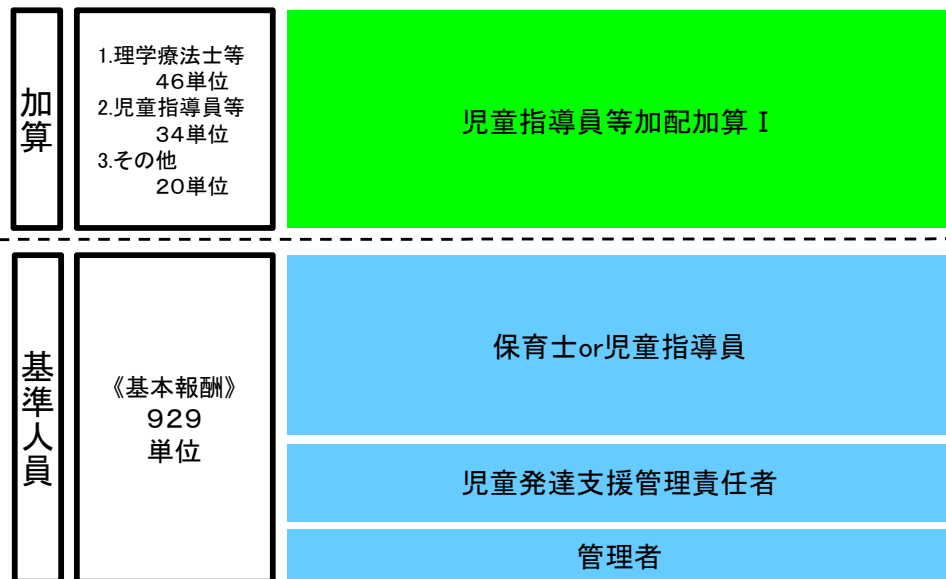 加算
1.理学療法士等
46単位
2.児童指導員等
34単位
3.その他
20単位
児童指導員等加配加算Ⅰ
基準人員
《基本報酬》
929
単位
保育士or児童指導員
児童発達支援管理責任者
管理者